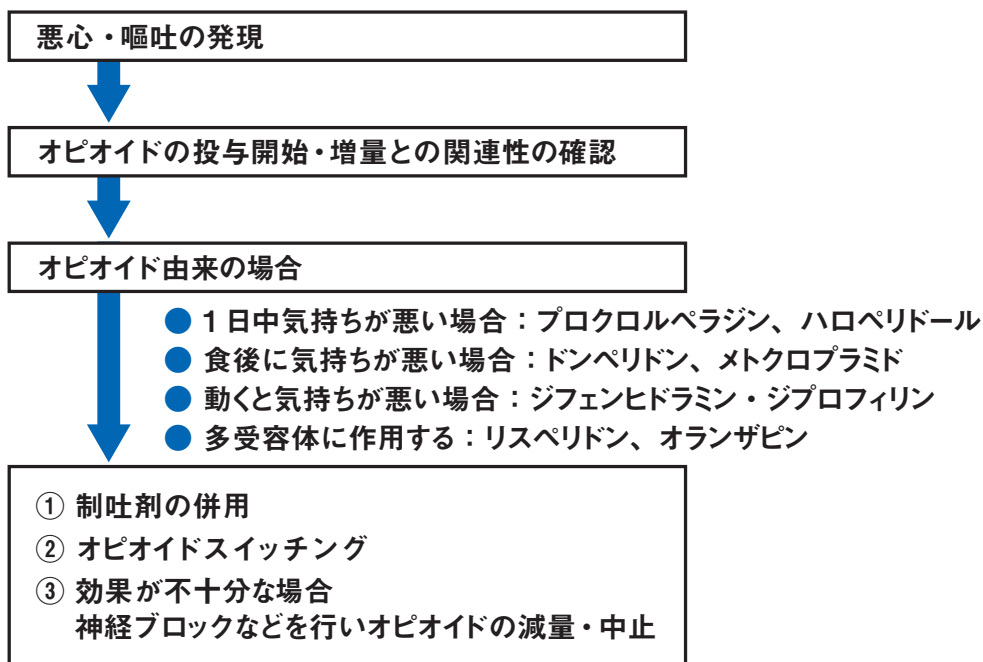 悪心・嘔吐の発現
オピオイドの投与開始・増量との関連性の確認
オピオイド由来の場合
● 1日中気持ちが悪い場合：プロクロルペラジン、ハロペリドール
● 食後に気持ちが悪い場合：ドンペリドン、メトクロプラミド
● 動くと気持ちが悪い場合：ジフェンヒドラミン・ジプロフィリン
● 多受容体に作用する：リスペリドン、オランザピン
① 制吐剤の併用
② オピオイドスイッチング
③ 効果が不十分な場合
神経ブロックなどを行いオピオイドの減量・中止